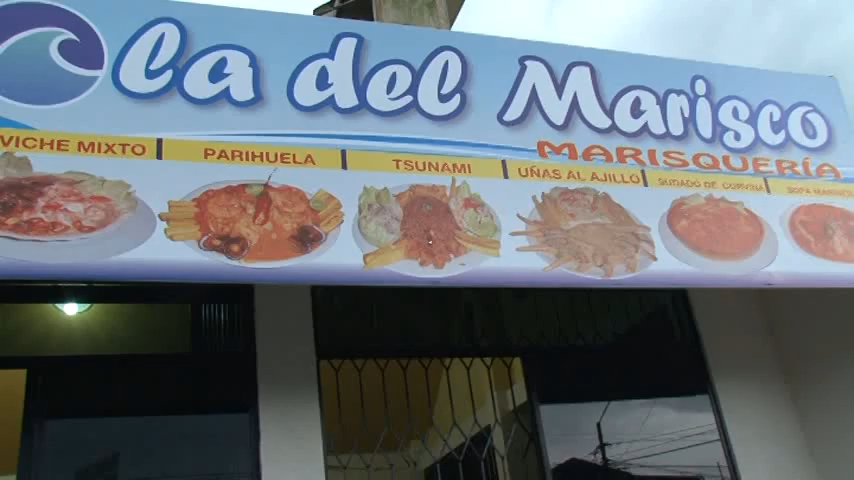 la del Marisco
MARISQUERÍA
VICHE MIXTO
PARIHUELA
TSUNAMI
UÑAS AL AJILLO
SUDADO DE CORVINA
SOPA MARINERA